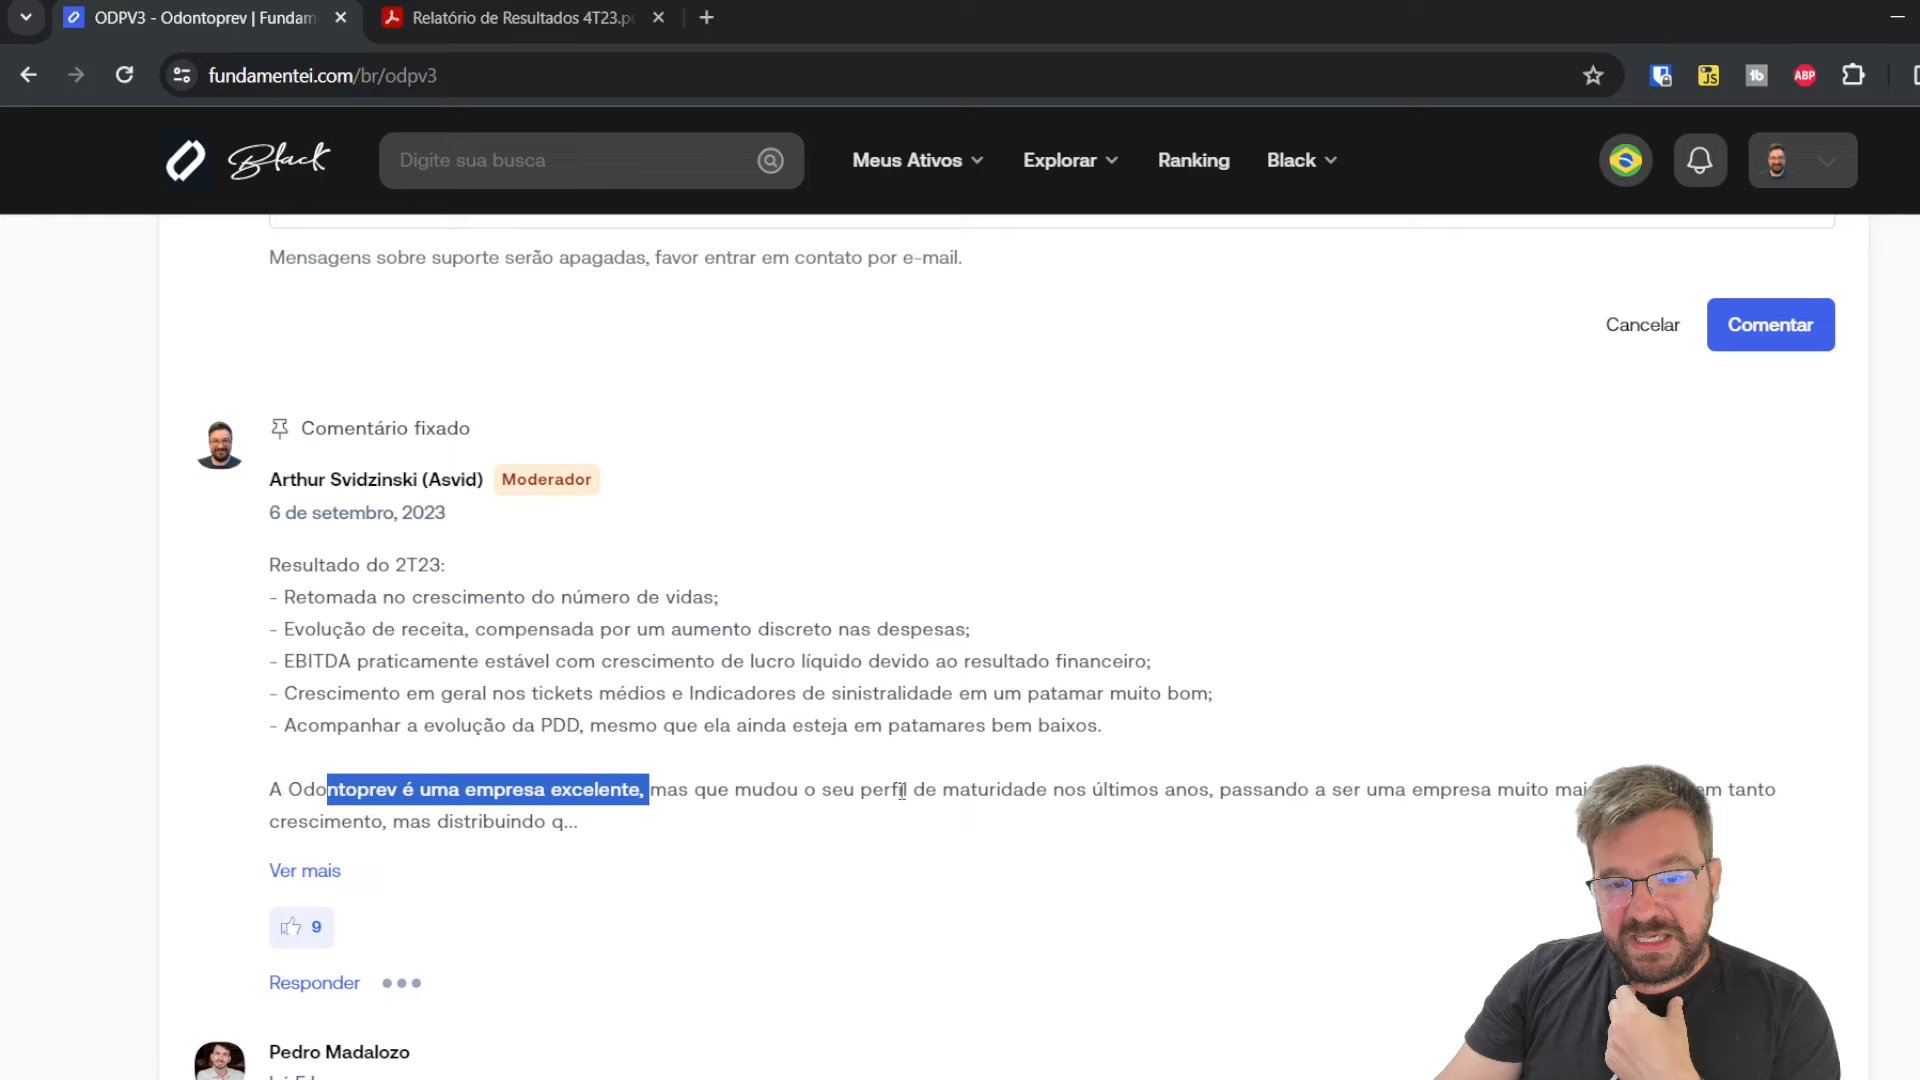 ODPV3 - Odontoprev | Fundam
Relatório de Resultados 4T23.p
fundamentei.com/br/odpv3
JS
tb
ABP
Black
Digite sua busca
Meus Ativos
Explorar
Ranking
Black
Mensagens sobre suporte serão apagadas, favor entrar em contato por e-mail.
Cancelar
Comentar
Comentário fixado
Arthur Svidzinski (Asvid)
Moderador
6 de setembro, 2023
Resultado do 2T23:
- Retomada no crescimento do número de vidas;
- Evolução de receita, compensada por um aumento discreto nas despesas;
- EBITDA praticamente estável com crescimento de lucro líquido devido ao resultado financeiro;
- Crescimento em geral nos tickets médios e Indicadores de sinistralidade em um patamar muito bom;
- Acompanhar a evolução da PDD, mesmo que ela ainda esteja em patamares bem baixos.
A Odontoprev é uma empresa excelente, mas que mudou o seu perfil de maturidade nos últimos anos, passando a ser uma empresa muito tanto
crescimento, mas distribuindo q...
Ver mais
9
Responder
Pedro Madalozo